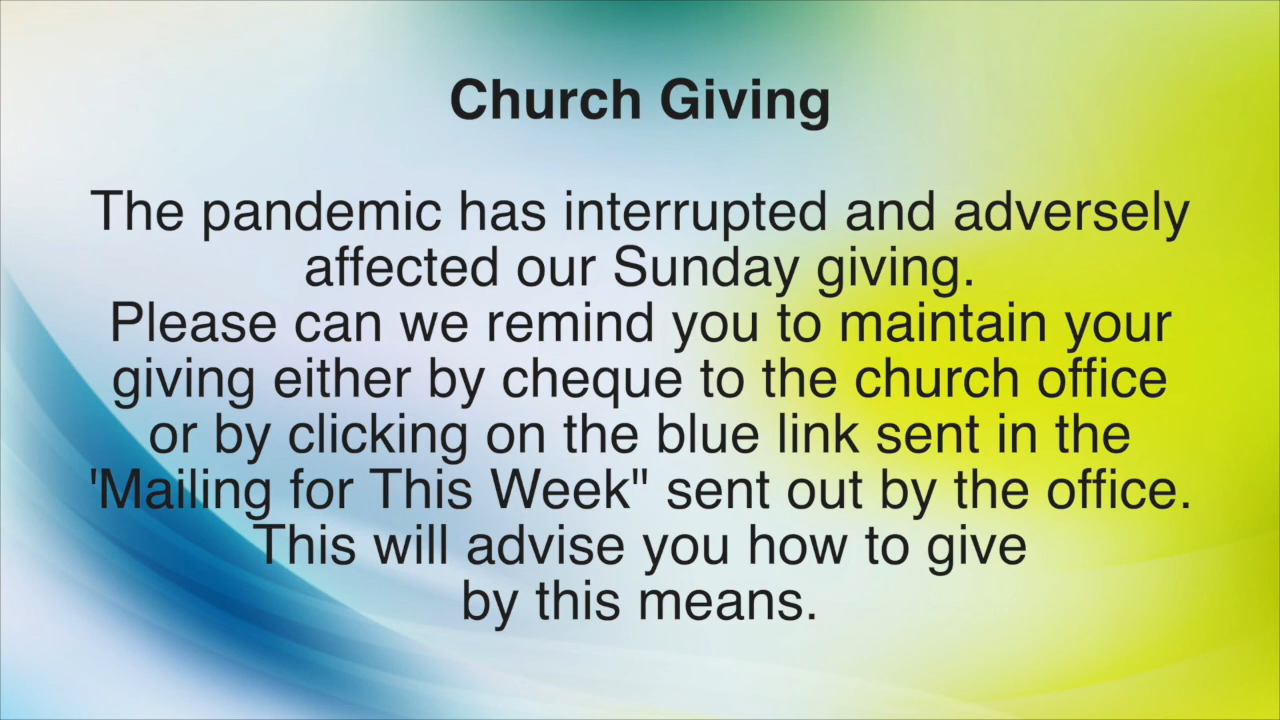 Church Giving
The pandemic has interrupted and adversely
affected our Sunday giving.
Please can we remind you to maintain your
giving either by cheque to the church office
or by clicking on the blue link sent in the
'Mailing for This Week" sent out by the office.
This will advise you how to give
by this means.